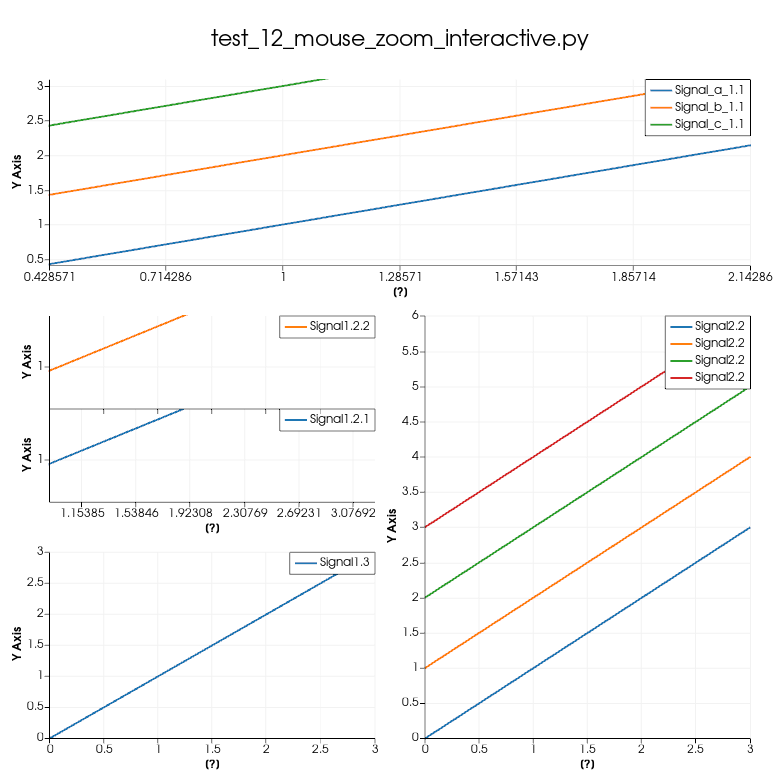 test_12_mouse_zoom_interactive.py
3
2.5
2
1.5
1
0.5
Y Axis
Signal_a_1.1
Signal_b_1.1
Signal_c_1.1
0.428571 0.714286 1 1.28571 1.57143 1.85714 2.14286
(?)
Signal1.2.2
1
Y Axis
Signal1.2.1
1
Y Axis
1.15385 1.53846 1.92308 2.30769 2.69231 3.07692
(?)
Signal1.3
3
2.5
2
1.5
1
0.5
0
Y Axis
0 0.5 1 1.5 2 2.5 3
(?)
6
5.5
5
4.5
4
3.5
3
2.5
2
1.5
1
0.5
0
Y Axis
Signal2.2
Signal2.2
Signal2.2
Signal2.2
0 0.5 1 1.5 2 2.5 3
(?)